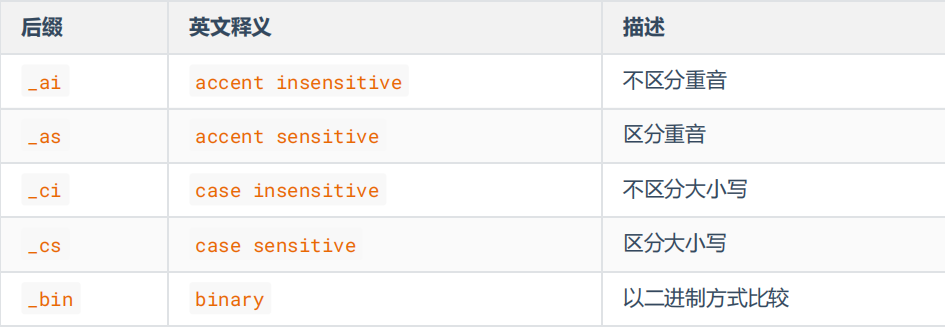 后缀 英文释义 描述
_ai accent insensitive 不区分重音
_as accent sensitive 区分重音
_ci case insensitive 不区分大小写
_cs case sensitive 区分大小写
_bin binary 以二进制方式比较